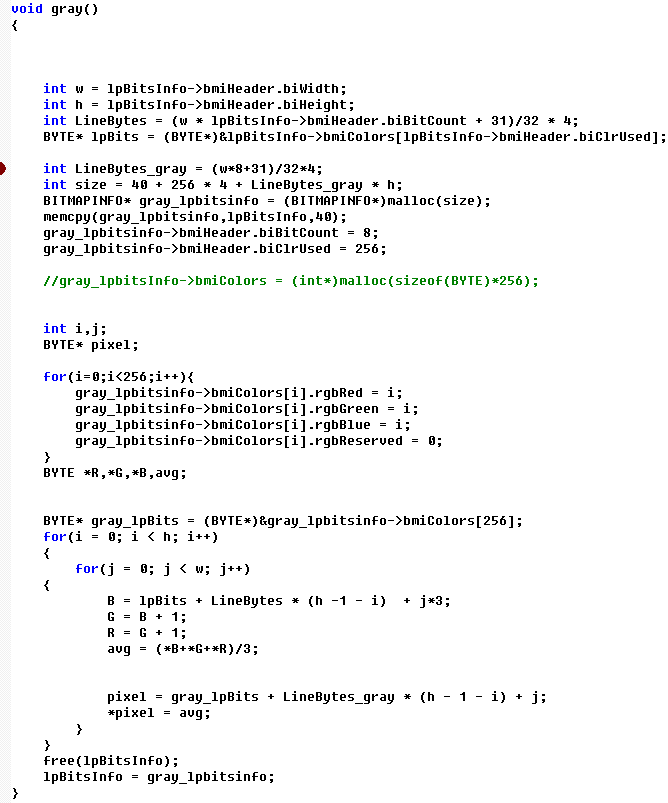 void gray()
{
    int w = lpBitsInfo->bmiHeader.biWidth;
    int h = lpBitsInfo->bmiHeader.biHeight;
    int LineBytes = (w * lpBitsInfo->bmiHeader.biBitCount + 31)/32 * 4;
    BYTE* lpBits = (BYTE*)&lpBitsInfo->bmiColors[lpBitsInfo->bmiHeader.biClrUsed];
    int LineBytes_gray = (w*8+31)/32*4;
    int size = 40 + 256 * 4 + LineBytes_gray * h;
    BITMAPINFO* gray_lpbitsinfo = (BITMAPINFO*)malloc(size);
    memcpy(gray_lpbitsinfo,lpBitsInfo,40);
    gray_lpbitsinfo->bmiHeader.biBitCount = 8;
    gray_lpbitsinfo->bmiHeader.biClrUsed = 256;
    //gray_lpbitsInfo->bmiColors = (int*)malloc(sizeof(BYTE)*256);
    int i,j;
    BYTE* pixel;
    for(i=0;i<256;i++){
        gray_lpbitsinfo->bmiColors[i].rgbRed = i;
        gray_lpbitsinfo->bmiColors[i].rgbGreen = i;
        gray_lpbitsinfo->bmiColors[i].rgbBlue = i;
        gray_lpbitsinfo->bmiColors[i].rgbReserved = 0;
    }
    BYTE *R,*G,*B,avg;
    BYTE* gray_lpBits = (BYTE*)&gray_lpbitsinfo->bmiColors[256];
    for(i = 0; i < h; i++)
    {
        for(j = 0; j < w; j++)
    {
            B = lpBits + LineBytes * (h -1 - i)  + j*3;
            G = B + 1;
            R = G + 1;
            avg = (*B+*G+*R)/3;
            pixel = gray_lpBits + LineBytes_gray * (h - 1 - i) + j;
            *pixel = avg;
        }
    }
    free(lpBitsInfo);
    lpBitsInfo = gray_lpbitsinfo;
}